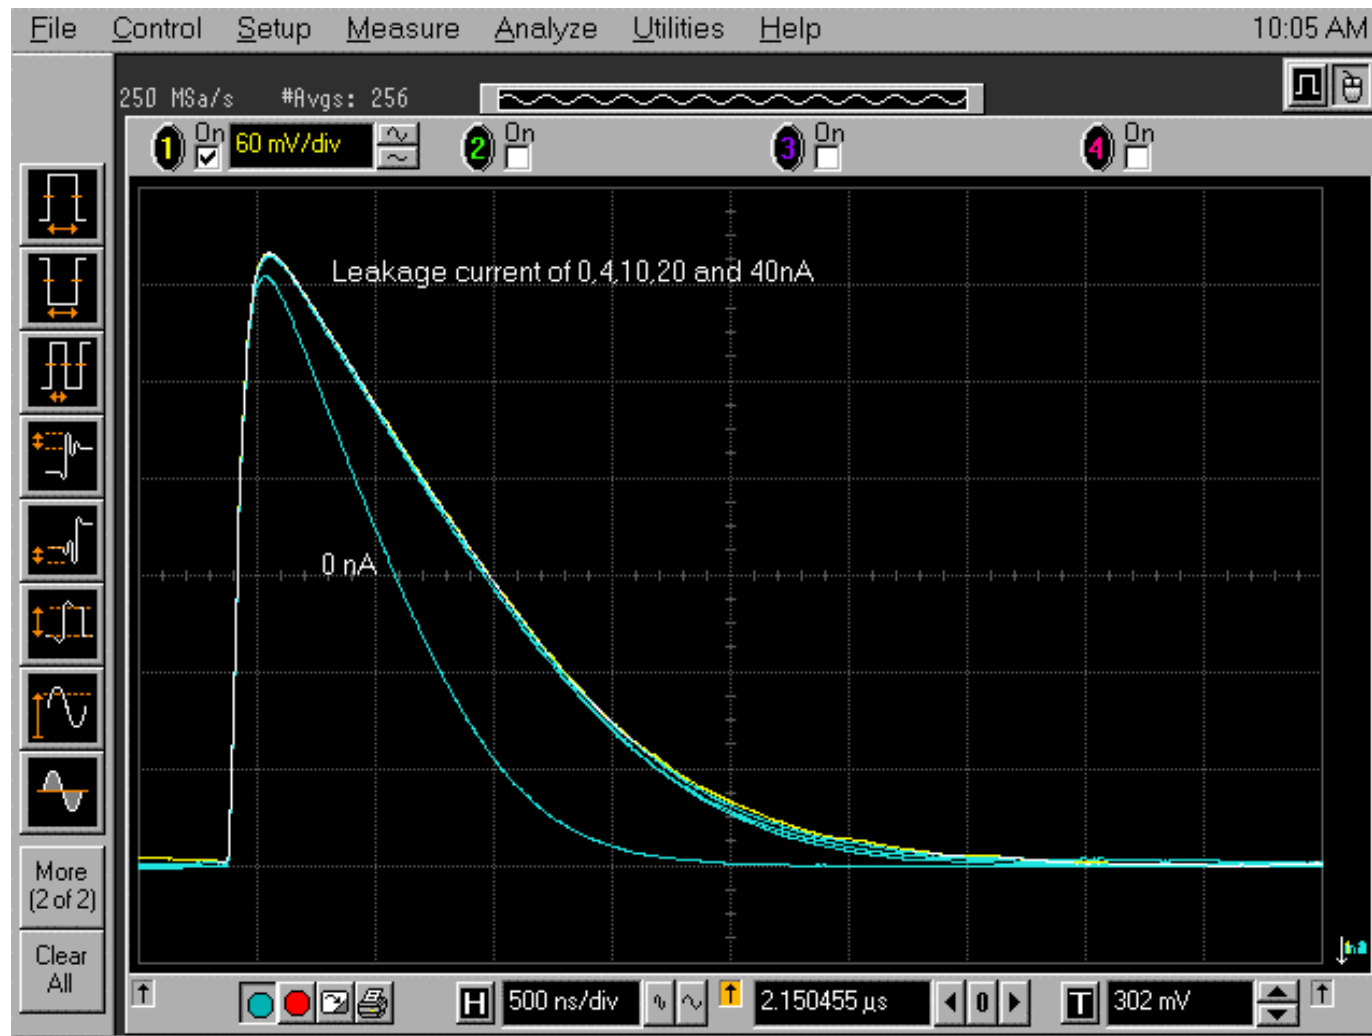 File Control Setup Measure Analyze Utilities Help 10:05 AM
250 MSa/s #Avgs: 256
1 On 60 mV/div 2 On 3 On 4 On
Leakage current of 0,4,10,20 and 40nA
0 nA
More
(2 of 2)
Clear
All
H 500 ns/div 2.150455 µs 0 T 302 mV